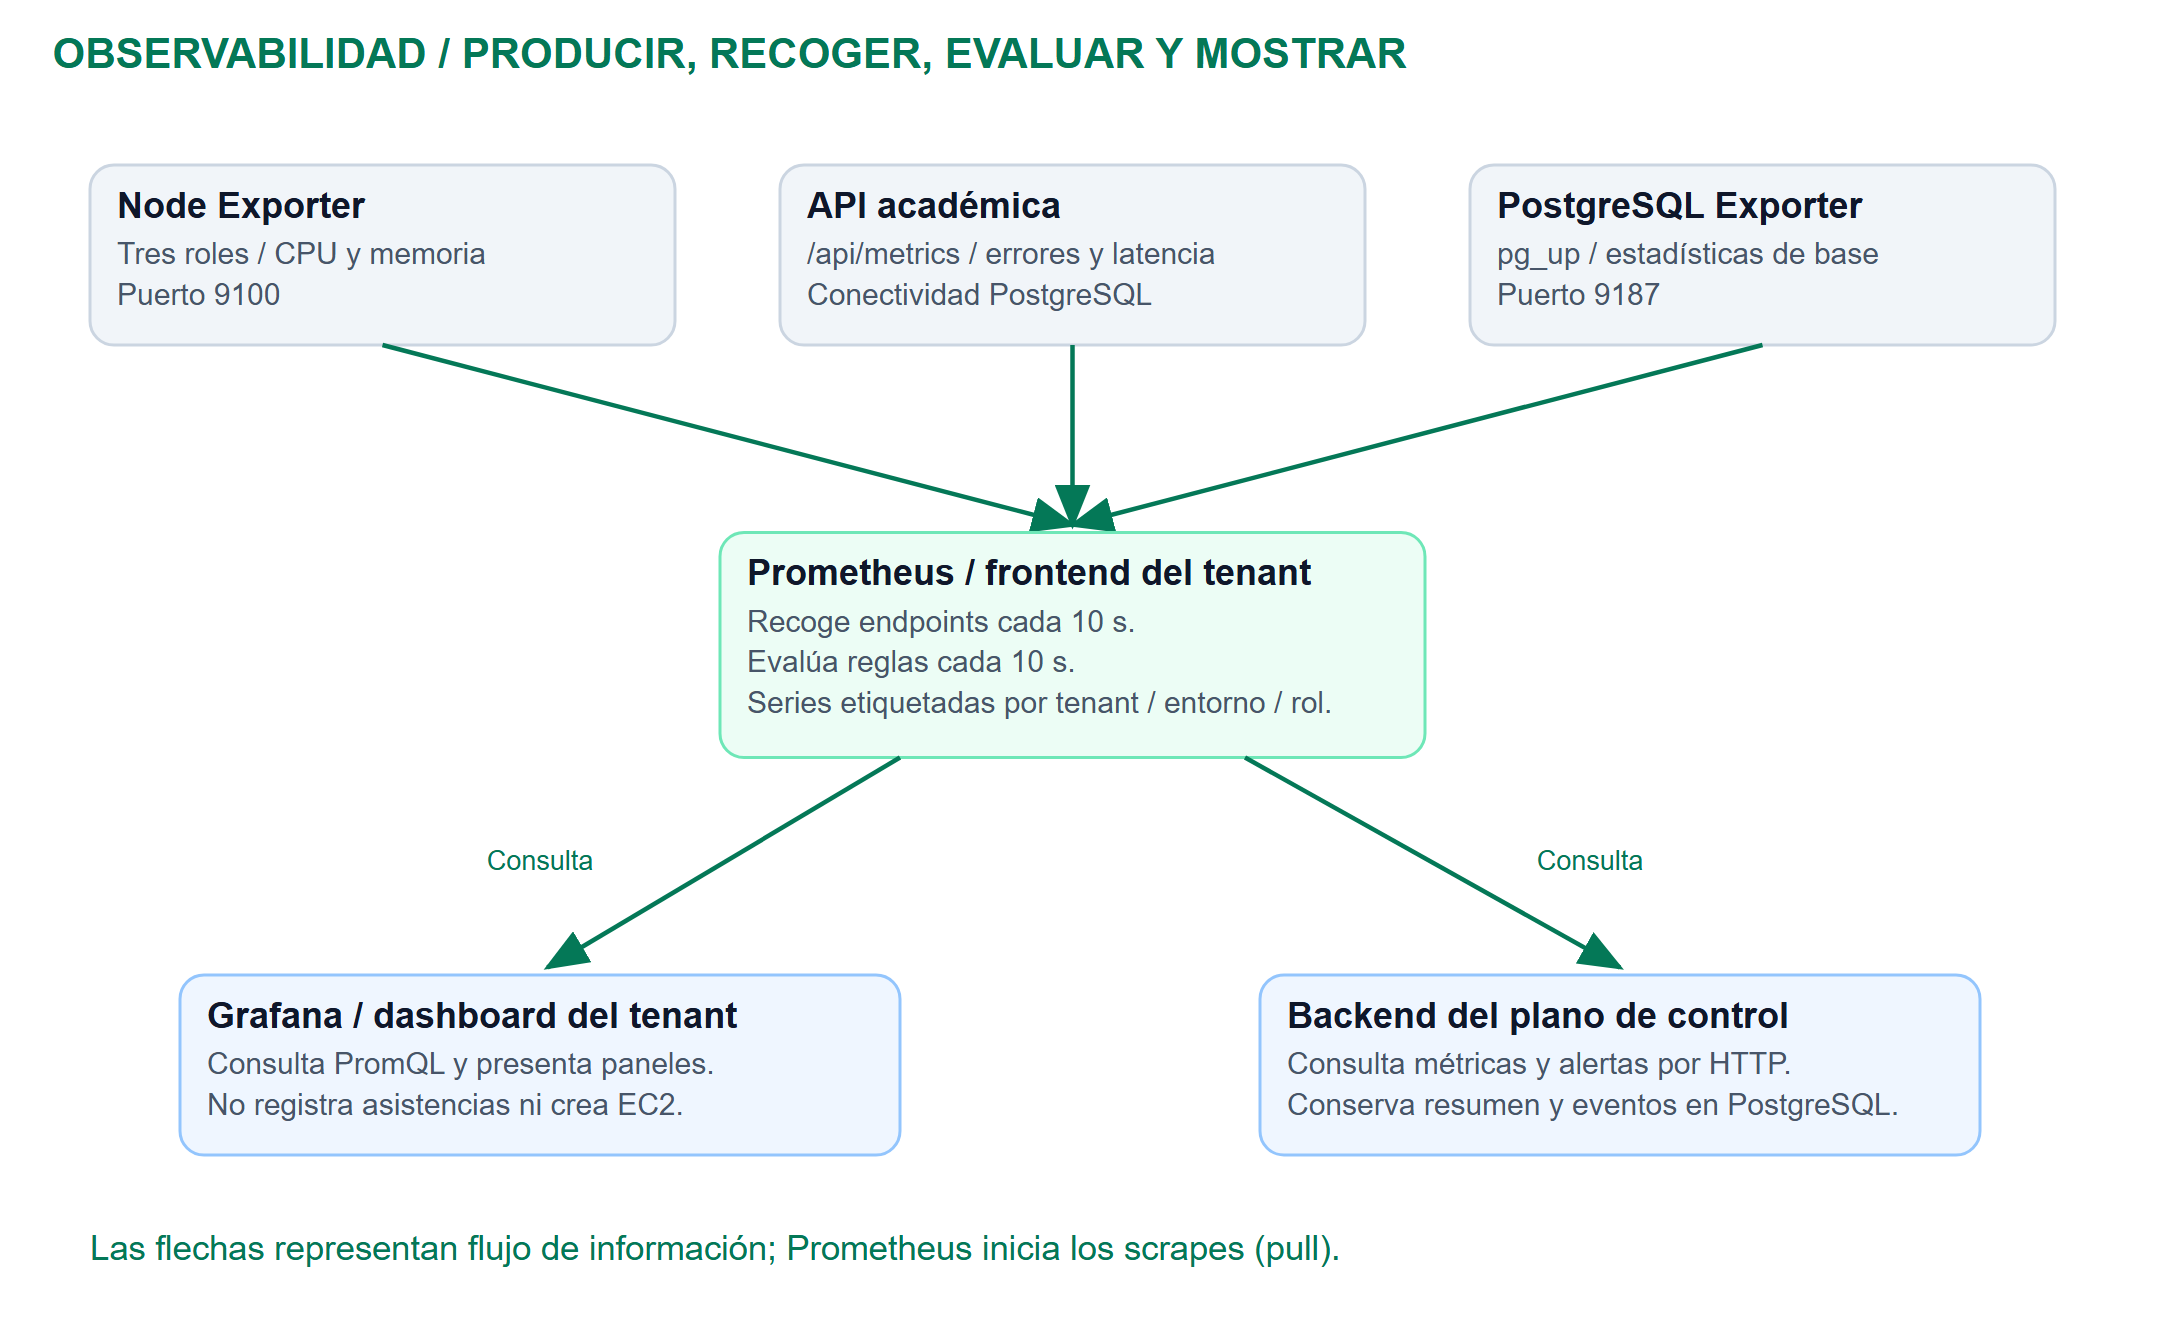 OBSERVABILIDAD / PRODUCIR, RECOGER, EVALUAR Y MOSTRAR
Node Exporter
Tres roles / CPU y memoria
Puerto 9100
API académica
/api/metrics / errores y latencia
Conectividad PostgreSQL
PostgreSQL Exporter
pg_up / estadísticas de base
Puerto 9187
Prometheus / frontend del tenant
Recoge endpoints cada 10 s.
Evalúa reglas cada 10 s.
Series etiquetadas por tenant / entorno / rol.
Consulta
Consulta
Grafana / dashboard del tenant
Consulta PromQL y presenta paneles.
No registra asistencias ni crea EC2.
Backend del plano de control
Consulta métricas y alertas por HTTP.
Conserva resumen y eventos en PostgreSQL.
Las flechas representan flujo de información; Prometheus inicia los scrapes (pull).